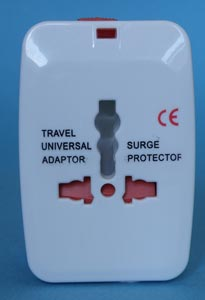 CE
TRAVEL
UNIVERSAL
ADAPTOR
SURGE
PROTECTOR